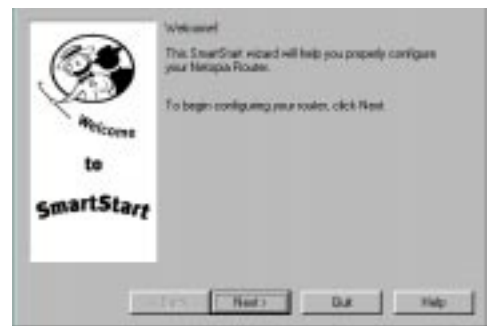 Welcome!
This SmartStart wizard will help you properly configure
your Netopia Router.
To begin configuring your router, click Next.
Welcome
to
SmartStart
< Back
Next >
Quit
Help